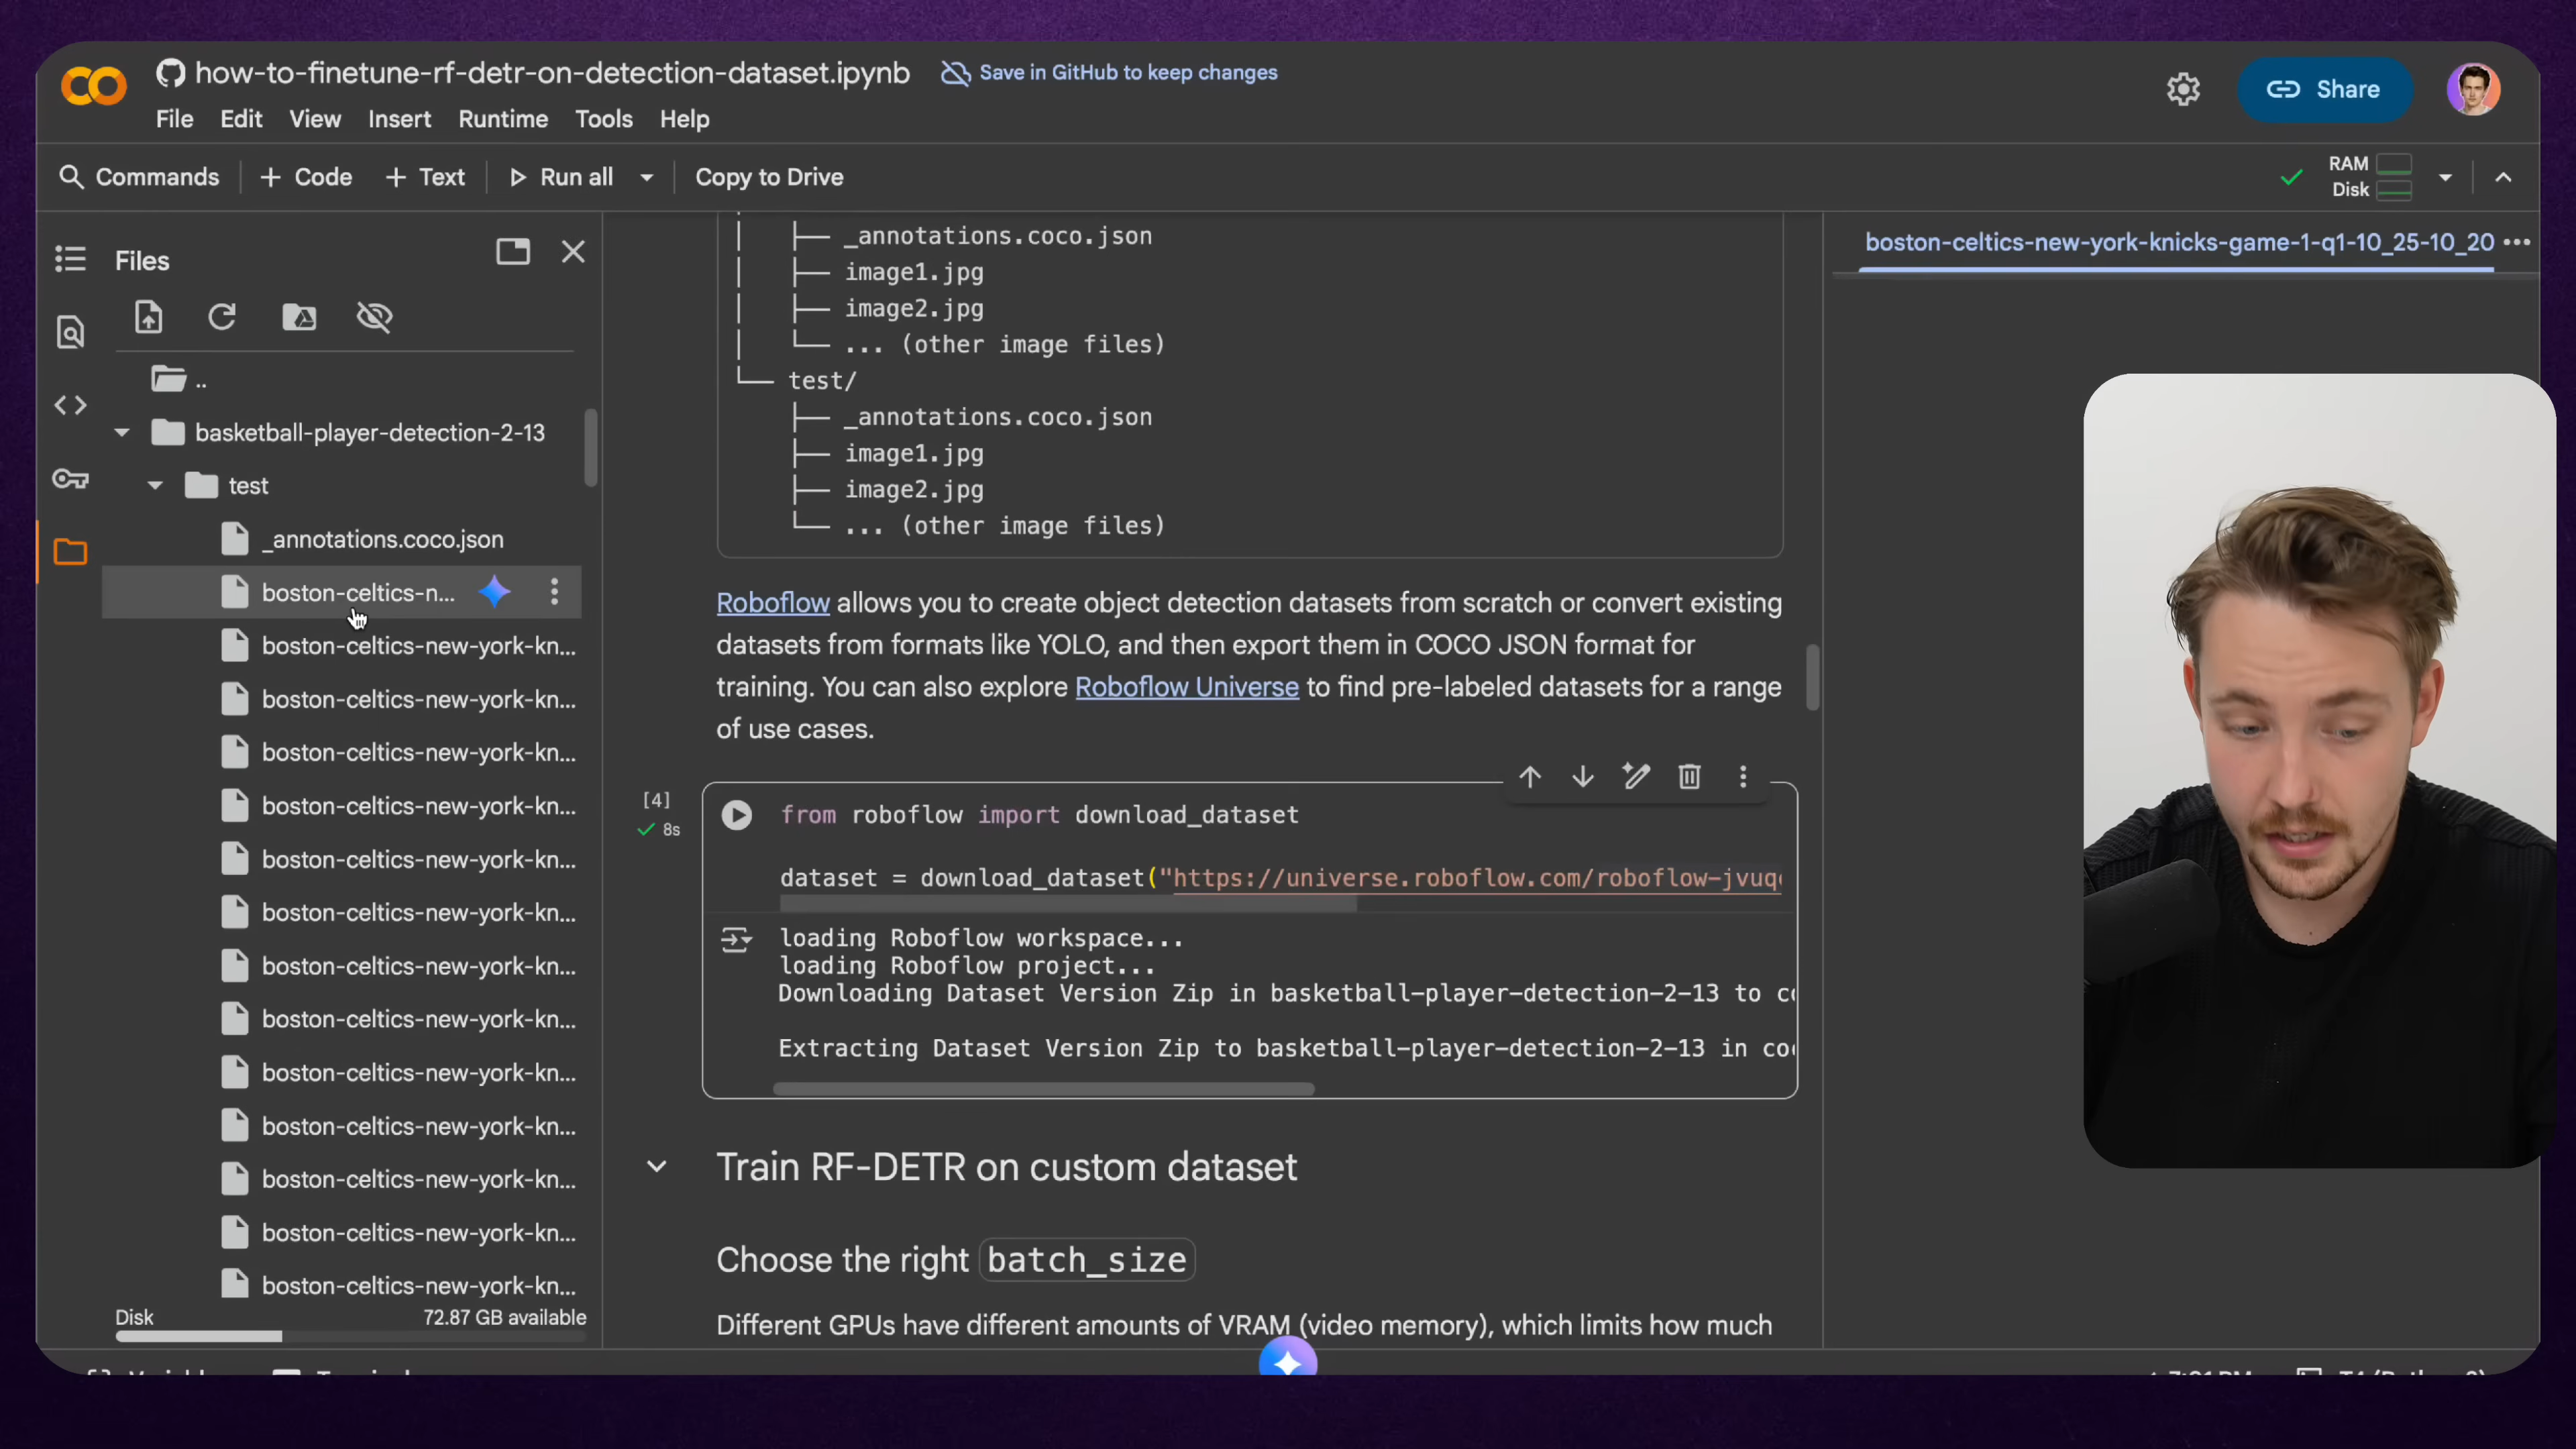 how-to-finetune-rf-detr-on-detection-dataset.ipynb
Save in GitHub to keep changes
Share
File Edit View Insert Runtime Tools Help
Commands + Code + Text Run all Copy to Drive
RAM
Disk
Files
..
basketball-player-detection-2-13
test
_annotations.coco.json
boston-celtics-n...
boston-celtics-new-york-kn...
boston-celtics-new-york-kn...
boston-celtics-new-york-kn...
boston-celtics-new-york-kn...
boston-celtics-new-york-kn...
boston-celtics-new-york-kn...
boston-celtics-new-york-kn...
boston-celtics-new-york-kn...
boston-celtics-new-york-kn...
boston-celtics-new-york-kn...
boston-celtics-new-york-kn...
boston-celtics-new-york-kn...
boston-celtics-new-york-kn...
Disk 72.87 GB available
│ ├── _annotations.coco.json
│ ├── image1.jpg
│ ├── image2.jpg
│ └── ... (other image files)
└── test/
├── _annotations.coco.json
├── image1.jpg
├── image2.jpg
└── ... (other image files)
Roboflow allows you to create object detection datasets from scratch or convert existing
datasets from formats like YOLO, and then export them in COCO JSON format for
training. You can also explore Roboflow Universe to find pre-labeled datasets for a range
of use cases.
[4]
8s
from roboflow import download_dataset
dataset = download_dataset("https://universe.roboflow.com/roboflow-jvuq
loading Roboflow workspace...
loading Roboflow project...
Downloading Dataset Version Zip in basketball-player-detection-2-13 to co
Extracting Dataset Version Zip to basketball-player-detection-2-13 in co
Train RF-DETR on custom dataset
Choose the right batch_size
Different GPUs have different amounts of VRAM (video memory), which limits how much
boston-celtics-new-york-knicks-game-1-q1-10_25-10_20